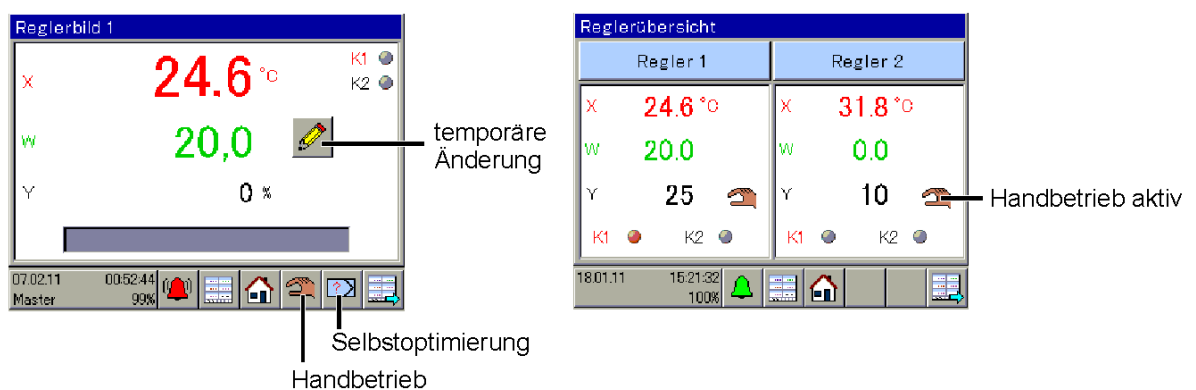 Reglerbild 1
X 24.6 °C K1
K2
W 20,0
Y 0 %
07.02.11 00:52:44
Master 99%
temporäre
Änderung
Selbstoptimierung
Handbetrieb
Reglerübersicht
Regler 1 Regler 2
X 24.6 °C X 31.8 °C
W 20.0 W 0.0
Y 25 Y 10
K1 K2 K1 K2
18.01.11 15:21:32
100%
Handbetrieb aktiv